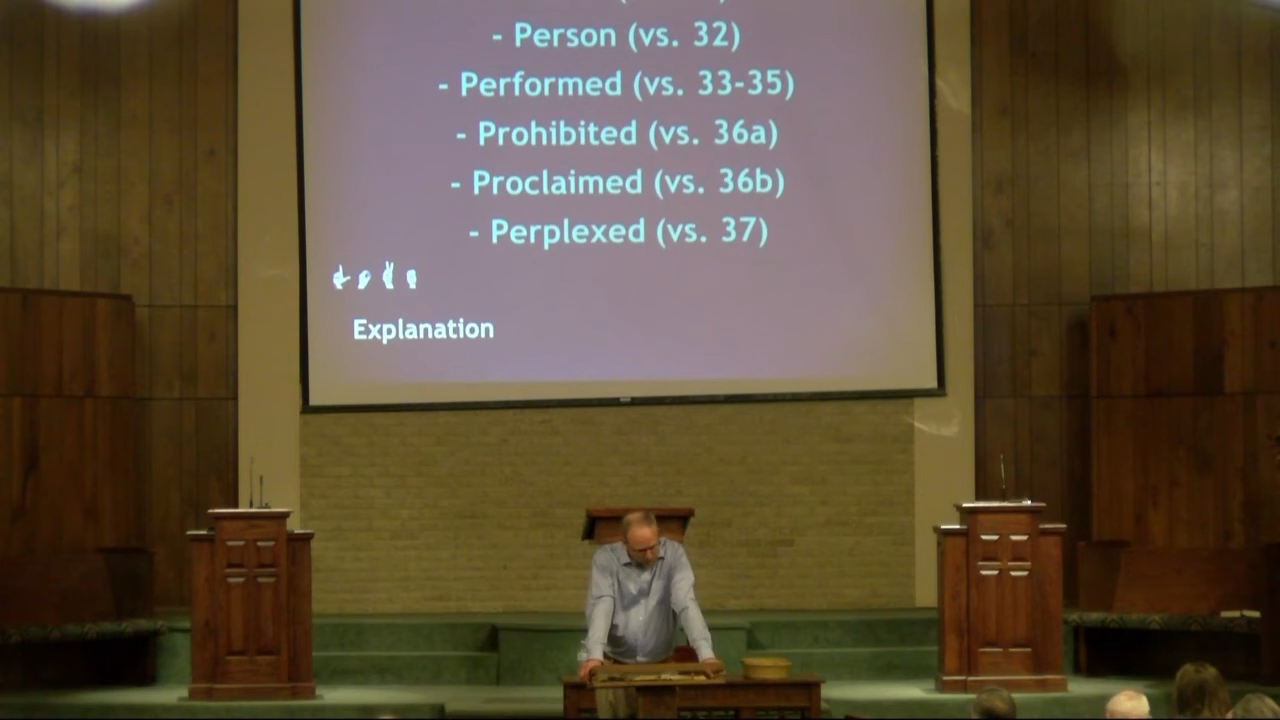 - Person (vs. 32)
- Performed (vs. 33-35)
- Prohibited (vs. 36a)
- Proclaimed (vs. 36b)
- Perplexed (vs. 37)
Explanation